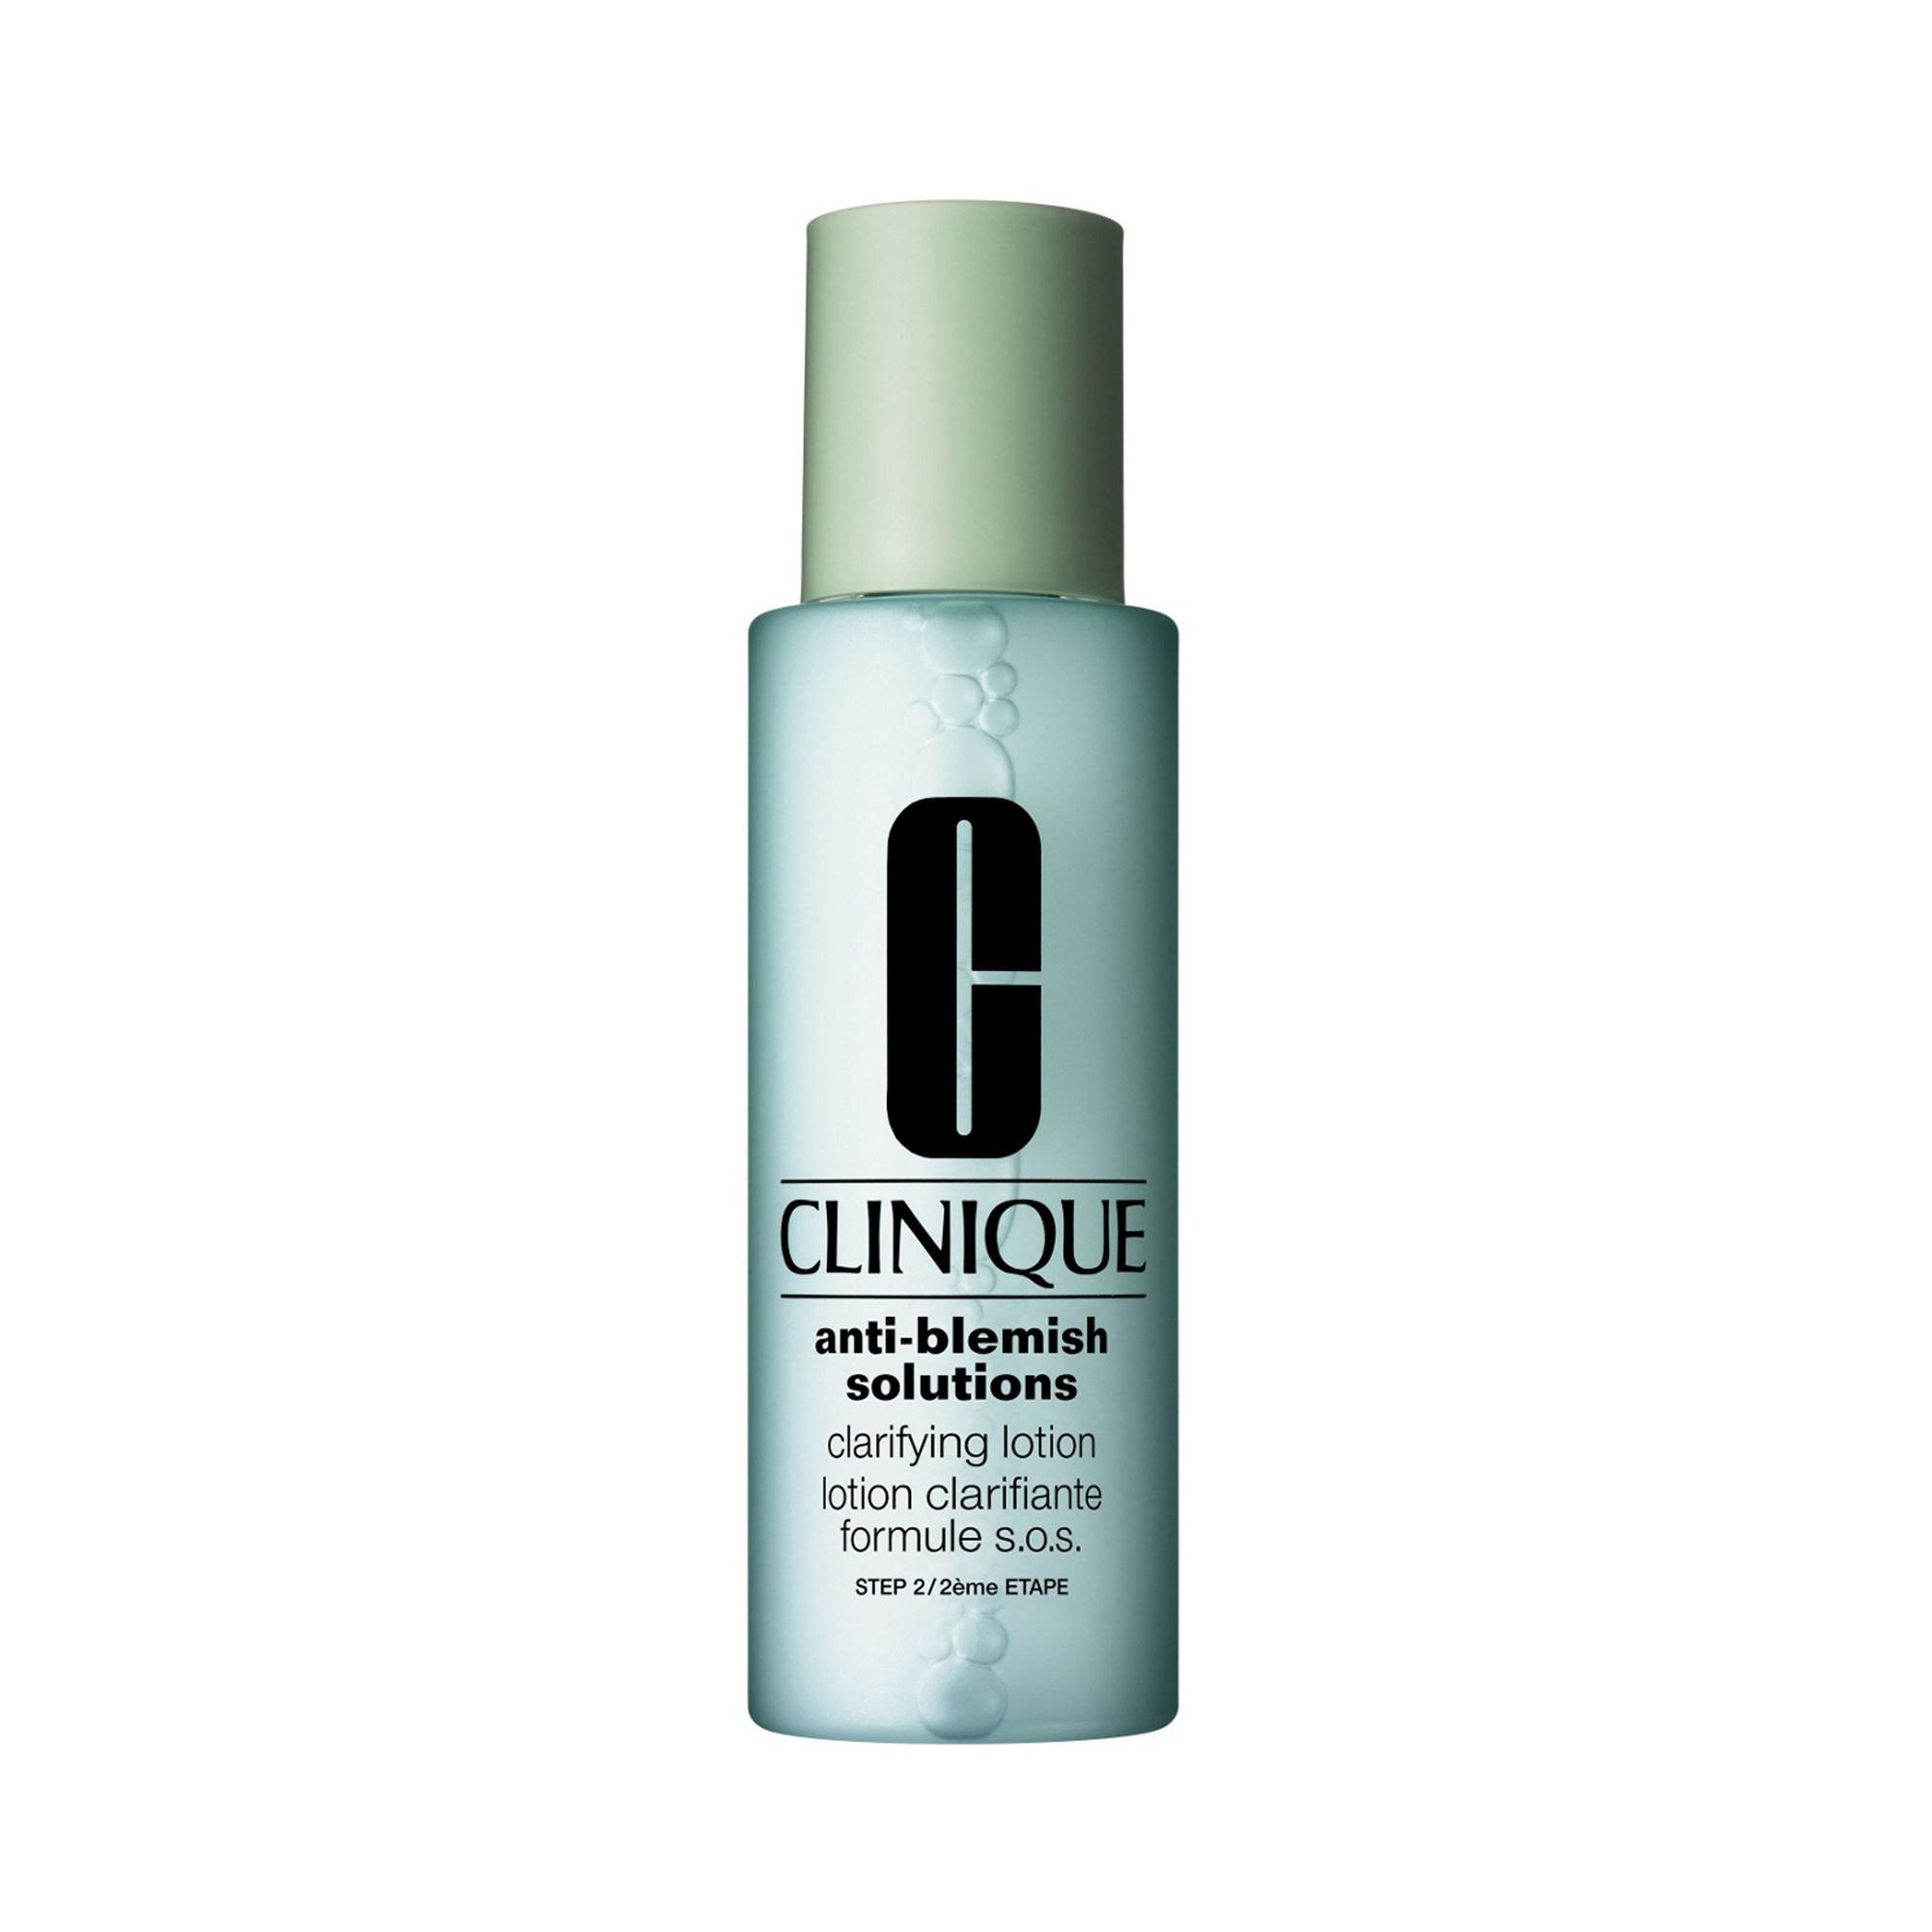 C
CLINIQUE
anti-blemish
solutions
clarifying lotion
lotion clarifiante
formule s.o.s.
STEP 2/2ème ETAPE